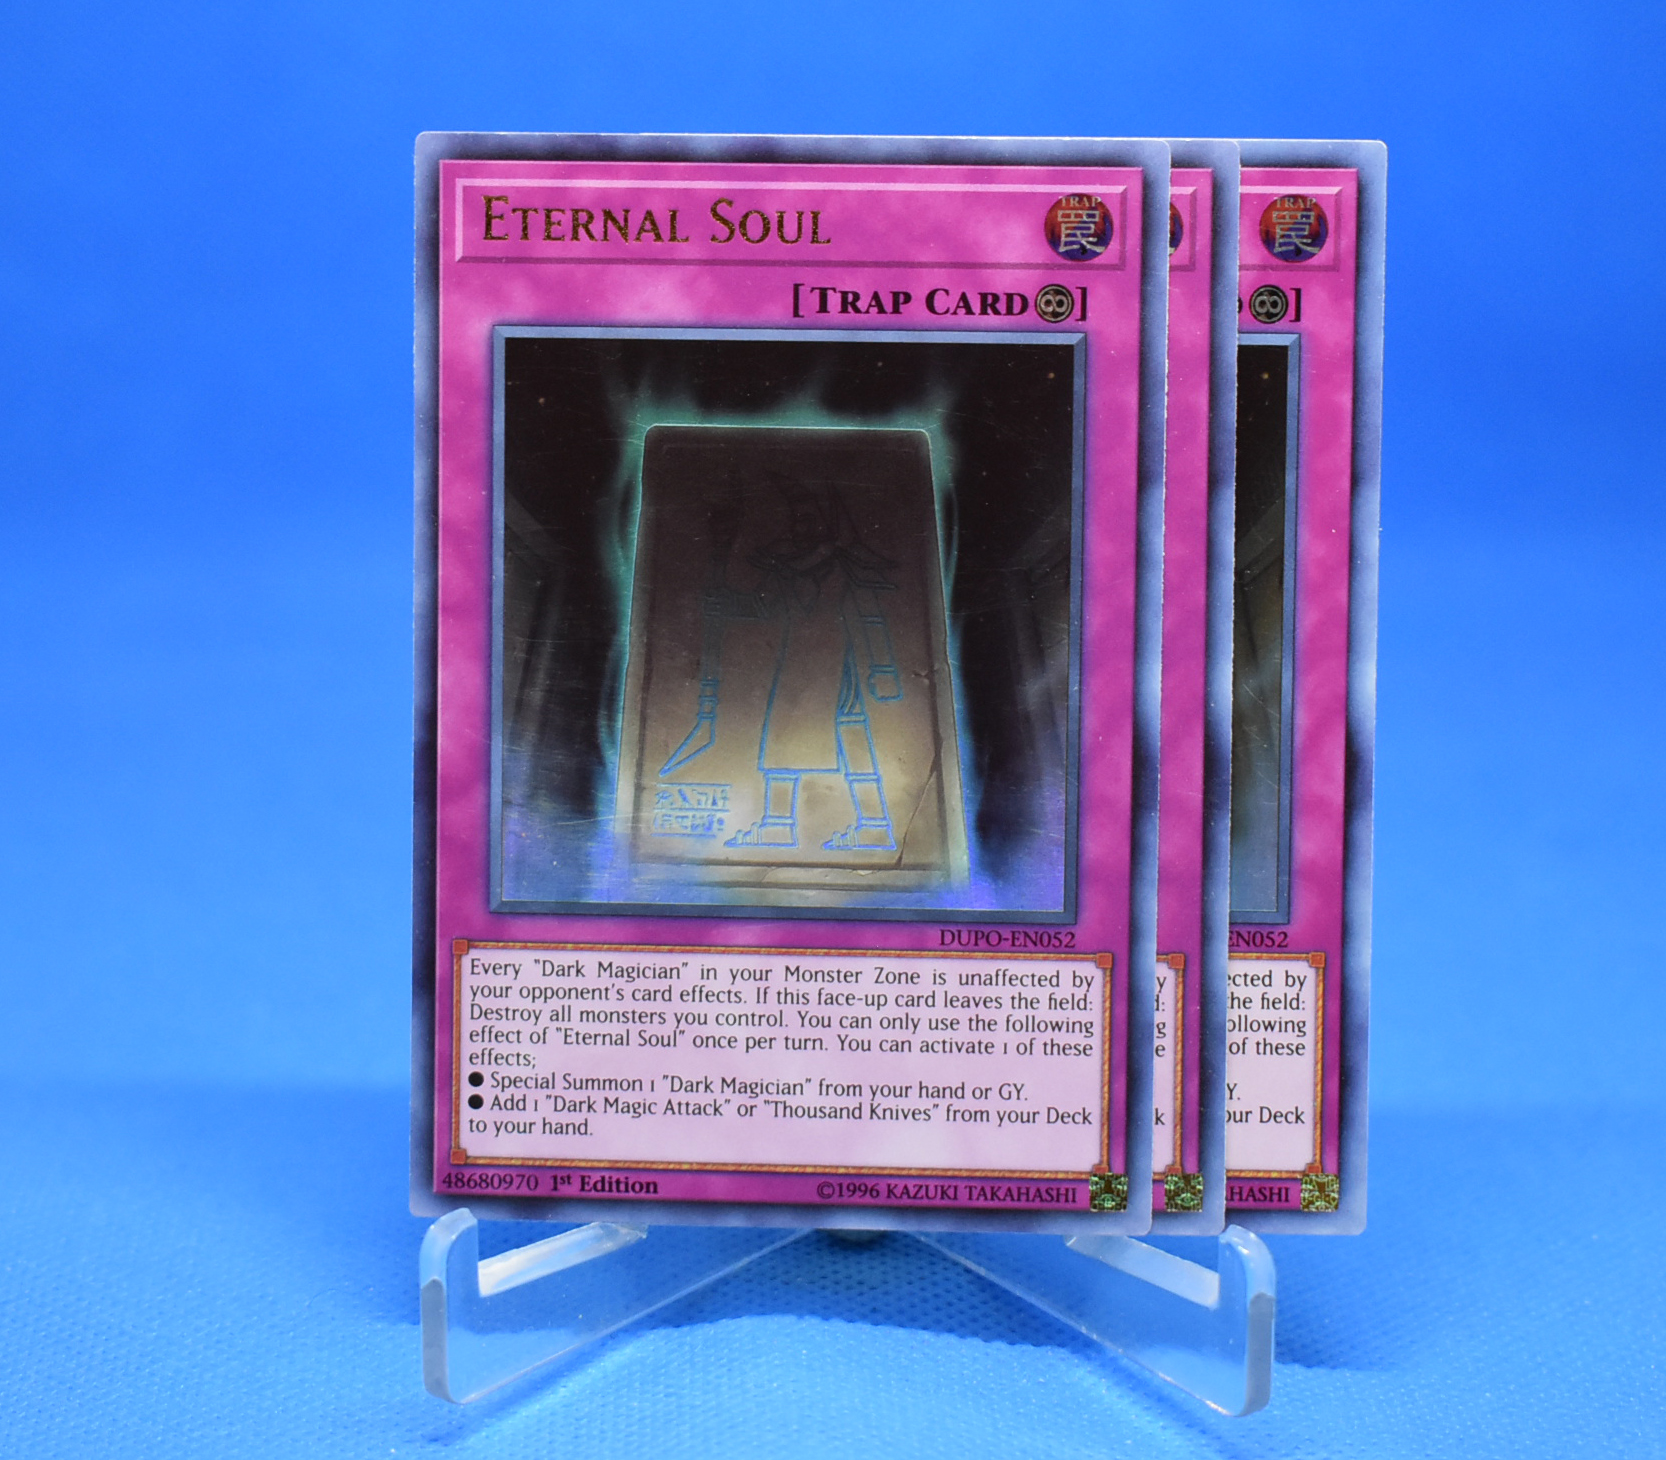 ETERNAL SOUL
TRAP
罠
TRAP
罠
[TRAP CARD]
]
DUPO-EN052
EN052
Every "Dark Magician" in your Monster Zone is unaffected by
your opponent's card effects. If this face-up card leaves the field:
Destroy all monsters you control. You can only use the following
effect of "Eternal Soul" once per turn. You can activate 1 of these
effects;
● Special Summon 1 "Dark Magician" from your hand or GY.
● Add 1 "Dark Magic Attack" or "Thousand Knives" from your Deck
to your hand.
y
d:
g
e
k
cted by
he field:
ollowing
of these
Y.
our Deck
48680970 1st Edition
©1996 KAZUKI TAKAHASHI
HASHI